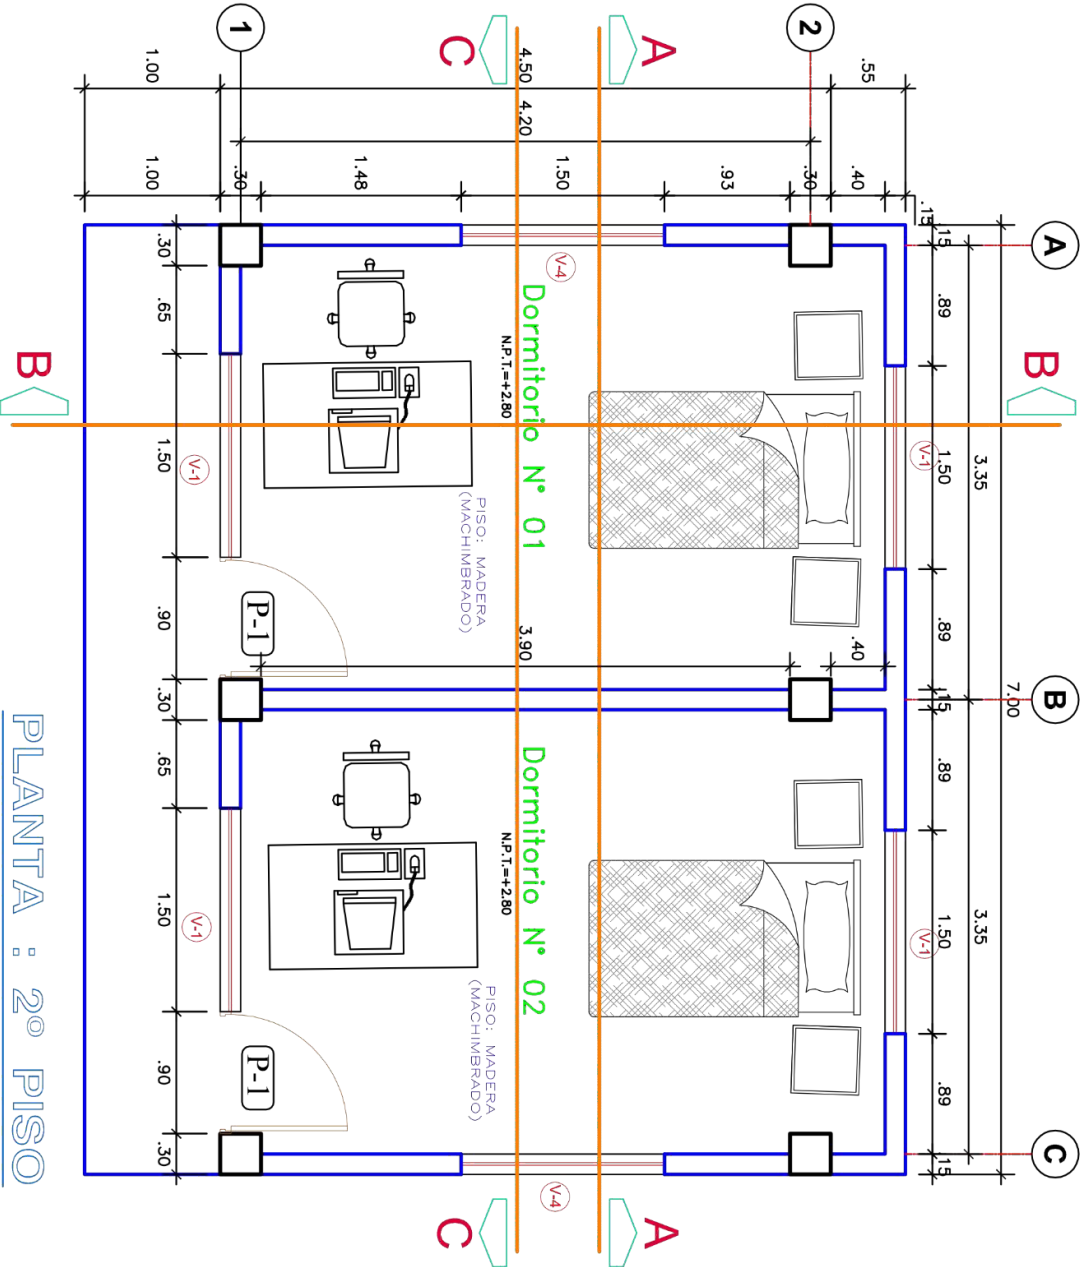 A B C
B
7.00
3.35 3.35
.15 .89 1.50 .89 .15 .89 1.50 .89 .15
.15
V-1 V-1
.55 .40 .40
2 .30
.93
A A
1.50 V-4 V-4
4.50 4.20 3.90
Dormitorio N° 01 Dormitorio N° 02
N.P.T.=+2.80 N.P.T.=+2.80
PISO: MADERA
(MACHIMBRADO)
PISO: MADERA
(MACHIMBRADO)
C C
1.48
P-1 P-1
1 .30
V-1 V-1
.30 .65 1.50 .90 .30 .65 1.50 .90 .30
1.00 1.00
B
PLANTA : 2º PISO